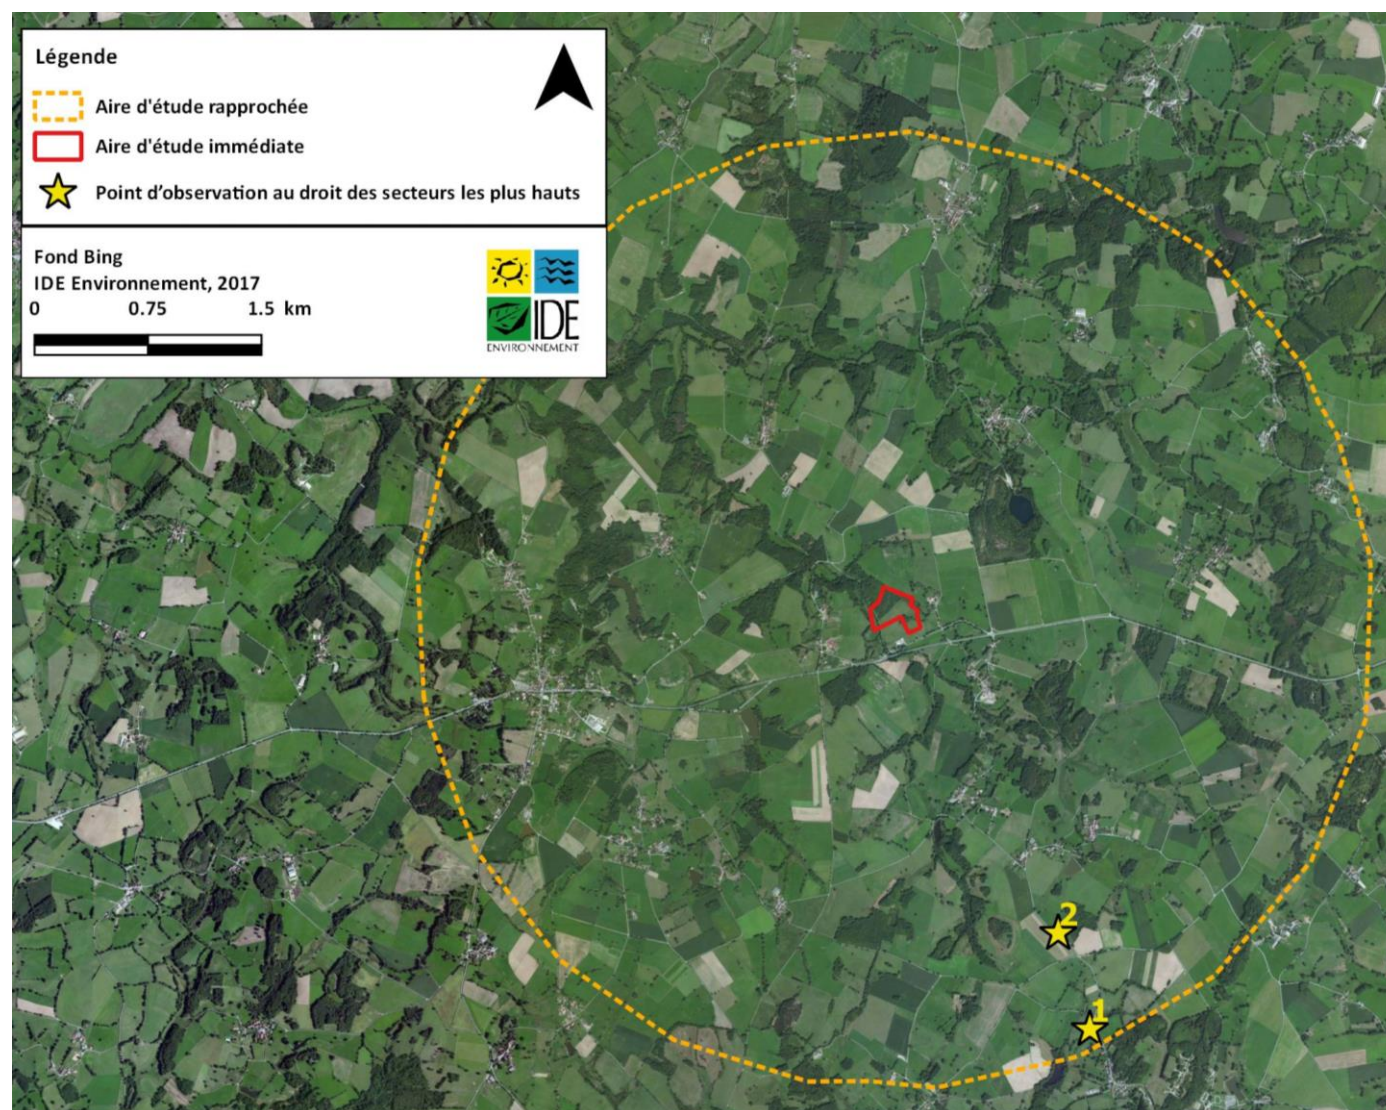 Légende
Aire d'étude rapprochée
Aire d'étude immédiate
Point d’observation au droit des secteurs les plus hauts
Fond Bing
IDE Environnement, 2017
0 0.75 1.5 km
IDE
ENVIRONNEMENT
2
1